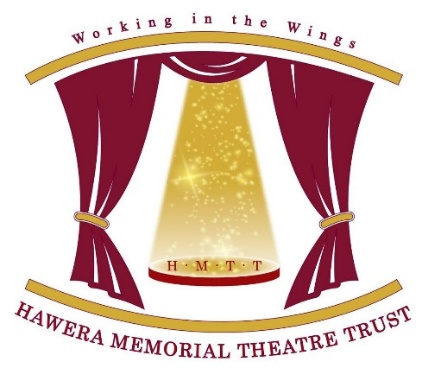 Working in the Wings
H·M·T·T
HAWERA MEMORIAL THEATRE TRUST